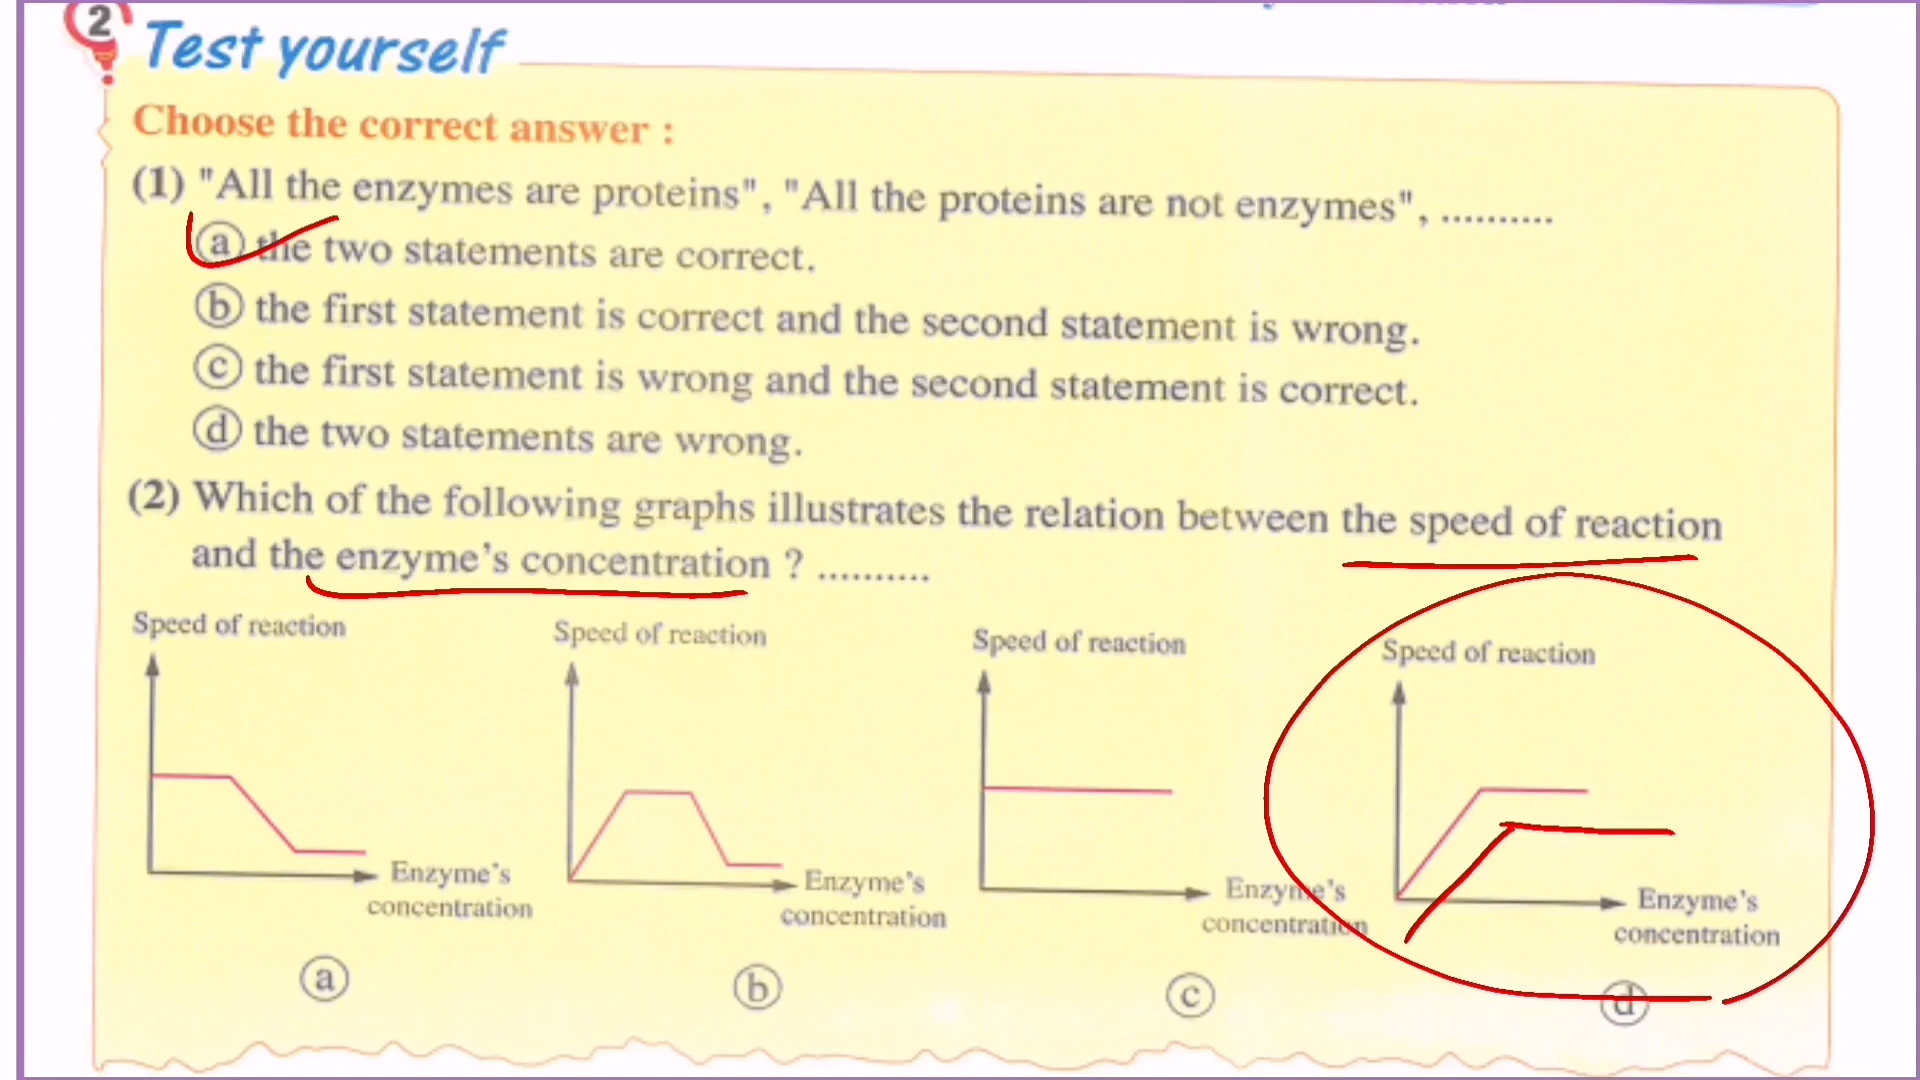 2
Test yourself
Choose the correct answer :
(1) "All the enzymes are proteins", "All the proteins are not enzymes", ..........
a the two statements are correct.
b the first statement is correct and the second statement is wrong.
c the first statement is wrong and the second statement is correct.
d the two statements are wrong.
(2) Which of the following graphs illustrates the relation between the speed of reaction
and the enzyme's concentration ? ..........
Speed of reaction
Enzyme's
concentration
a
Speed of reaction
Enzyme's
concentration
b
Speed of reaction
Enzyme's
concentration
c
Speed of reaction
Enzyme's
concentration
d